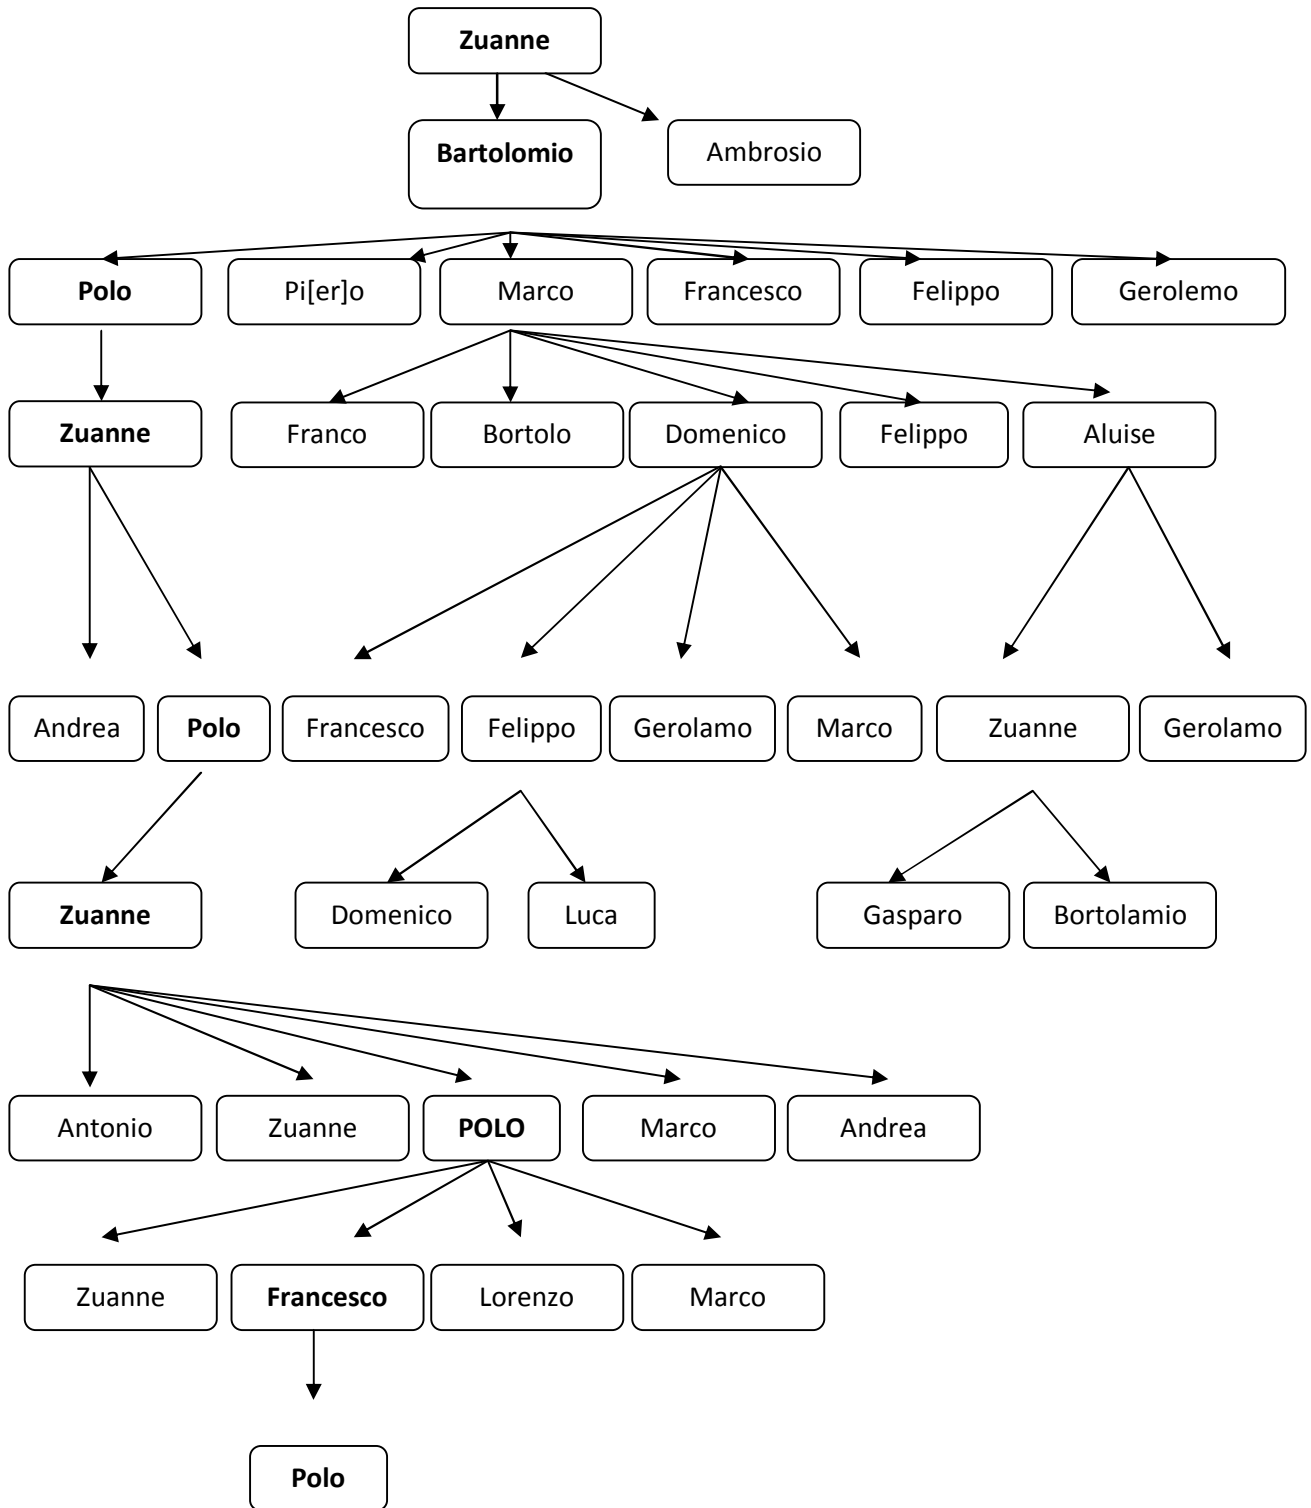 Zuanne
Bartolomio
Ambrosio
Polo
Pi[er]o
Marco
Francesco
Felippo
Gerolemo
Zuanne
Franco
Bortolo
Domenico
Felippo
Aluise
Andrea
Polo
Francesco
Felippo
Gerolamo
Marco
Zuanne
Gerolamo
Zuanne
Domenico
Luca
Gasparo
Bortolamio
Antonio
Zuanne
POLO
Marco
Andrea
Zuanne
Francesco
Lorenzo
Marco
Polo